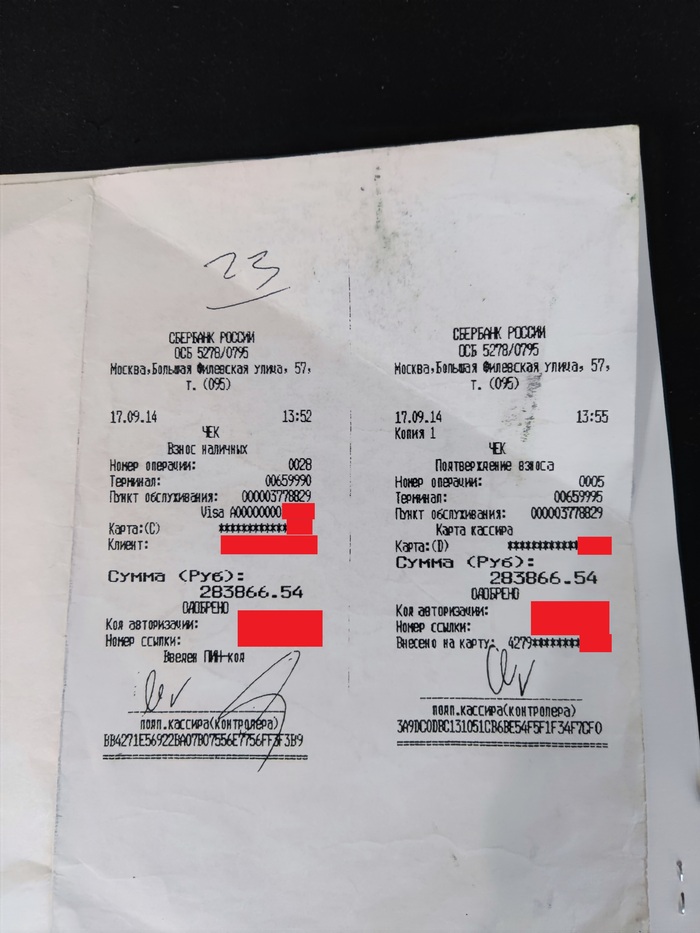 23
СБЕРБАНК РОССИИ
ОСБ 5278/0795
Москва,Большая Филевская улица, 57,
т. (095)
17.09.14 13:52
ЧЕК
Взнос наличных
Номер операции: 0028
Терминал: 00659990
Пункт обслуживания: 000003778829
Visa A00000000
Карта:(C) ************
Клиент:
Сумма (Руб):
283866.54
ОДОБРЕНО
Код авторизации:
Номер ссылки:
Введен ПИН-код
подп.кассира(контролера)
BB4271E56922BA07B07556E7756FF3F3B9
СБЕРБАНК РОССИИ
ОСБ 5278/0795
Москва,Большая Филевская улица, 57,
т. (095)
17.09.14 13:55
Копия 1
ЧЕК
Подтверждение взноса
Номер операции: 0005
Терминал: 00659995
Пункт обслуживания: 000003778829
Карта кассира
Карта:(D) ************
Сумма (Руб):
283866.54
ОДОБРЕНО
Код авторизации:
Номер ссылки:
Внесено на карту: 4279********
подп.кассира(контролера)
3A9DC0DBC131051CB6BE54F5F1F34F7CF0